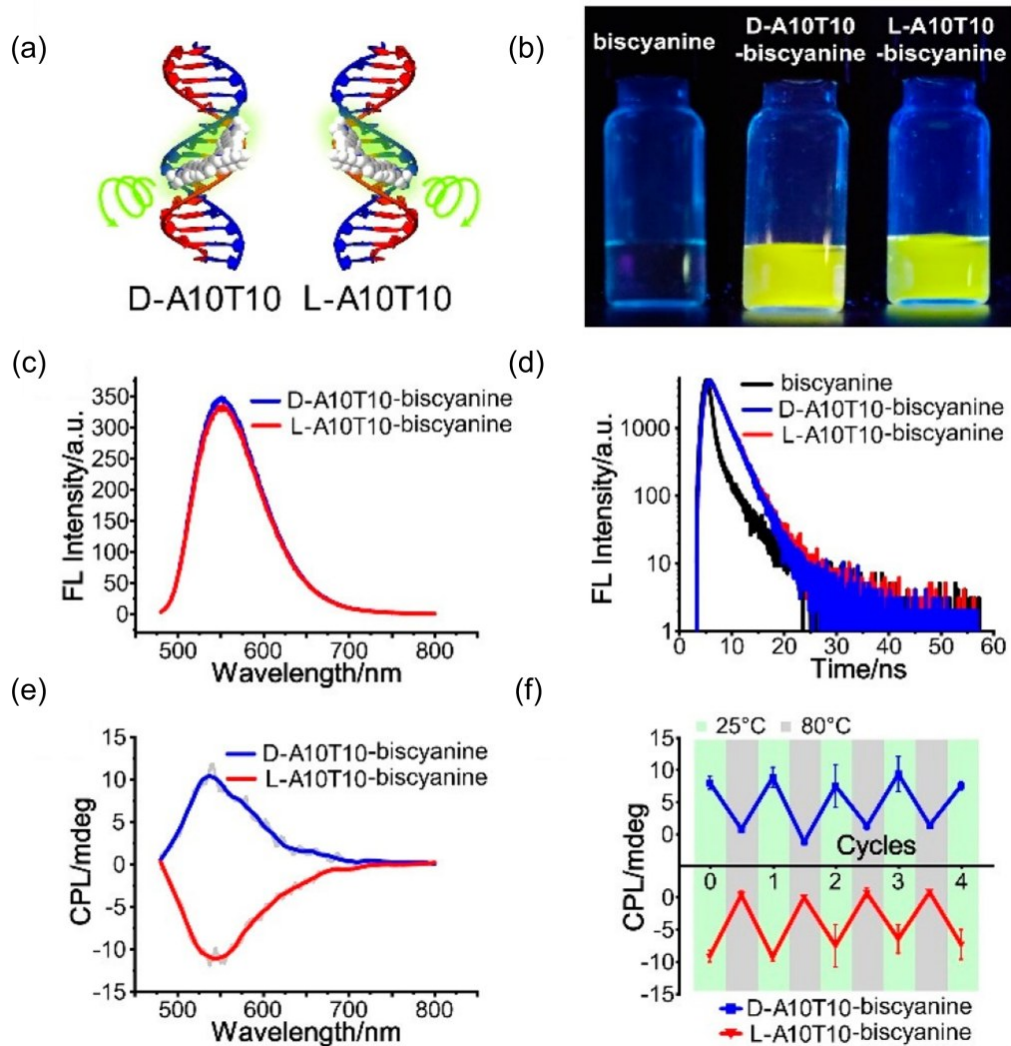 (a)
D-A10T10 L-A10T10
(b)
biscyanine
D-A10T10
-biscyanine
L-A10T10
-biscyanine
(c)
FL Intensity/a.u.
350
300
250
200
150
100
50
0
D-A10T10-biscyanine
L-A10T10-biscyanine
500 600 700 800
Wavelength/nm
(d)
FL Intensity/a.u.
1000
100
10
1
biscyanine
D-A10T10-biscyanine
L-A10T10-biscyanine
0 10 20 30 40 50 60
Time/ns
(e)
CPL/mdeg
15
10
5
0
-5
-10
-15
D-A10T10-biscyanine
L-A10T10-biscyanine
500 600 700 800
Wavelength/nm
(f)
25°C 80°C
CPL/mdeg
15
10
5
0
Cycles
0 1 2 3 4
0
-5
-10
-15
D-A10T10-biscyanine
L-A10T10-biscyanine